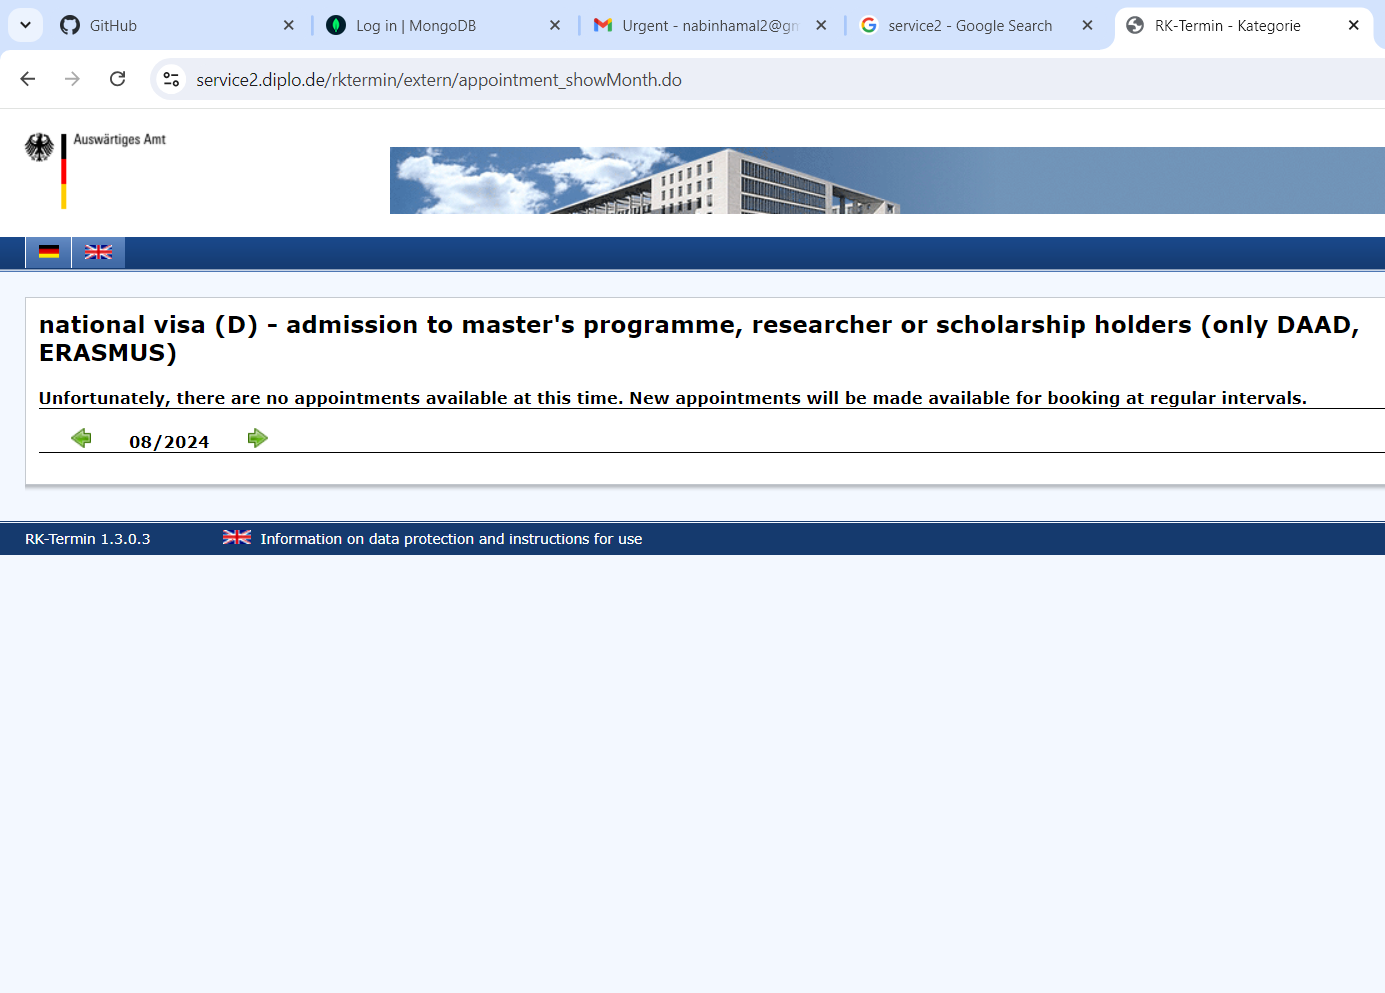 GitHub
Log in | MongoDB
Urgent - nabinhamal2@gm
service2 - Google Search
RK-Termin - Kategorie
service2.diplo.de/rktermin/extern/appointment_showMonth.do
Auswärtiges Amt
national visa (D) - admission to master's programme, researcher or scholarship holders (only DAAD,
ERASMUS)
Unfortunately, there are no appointments available at this time. New appointments will be made available for booking at regular intervals.
08/2024
RK-Termin 1.3.0.3
Information on data protection and instructions for use